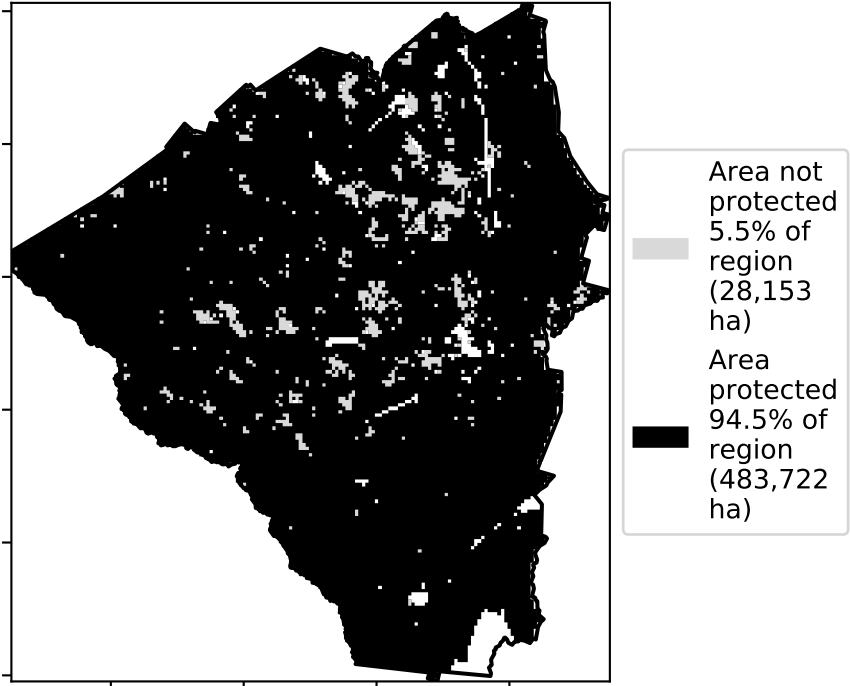 Area not
protected
5.5% of
region
(28,153
ha)
Area
protected
94.5% of
region
(483,722
ha)